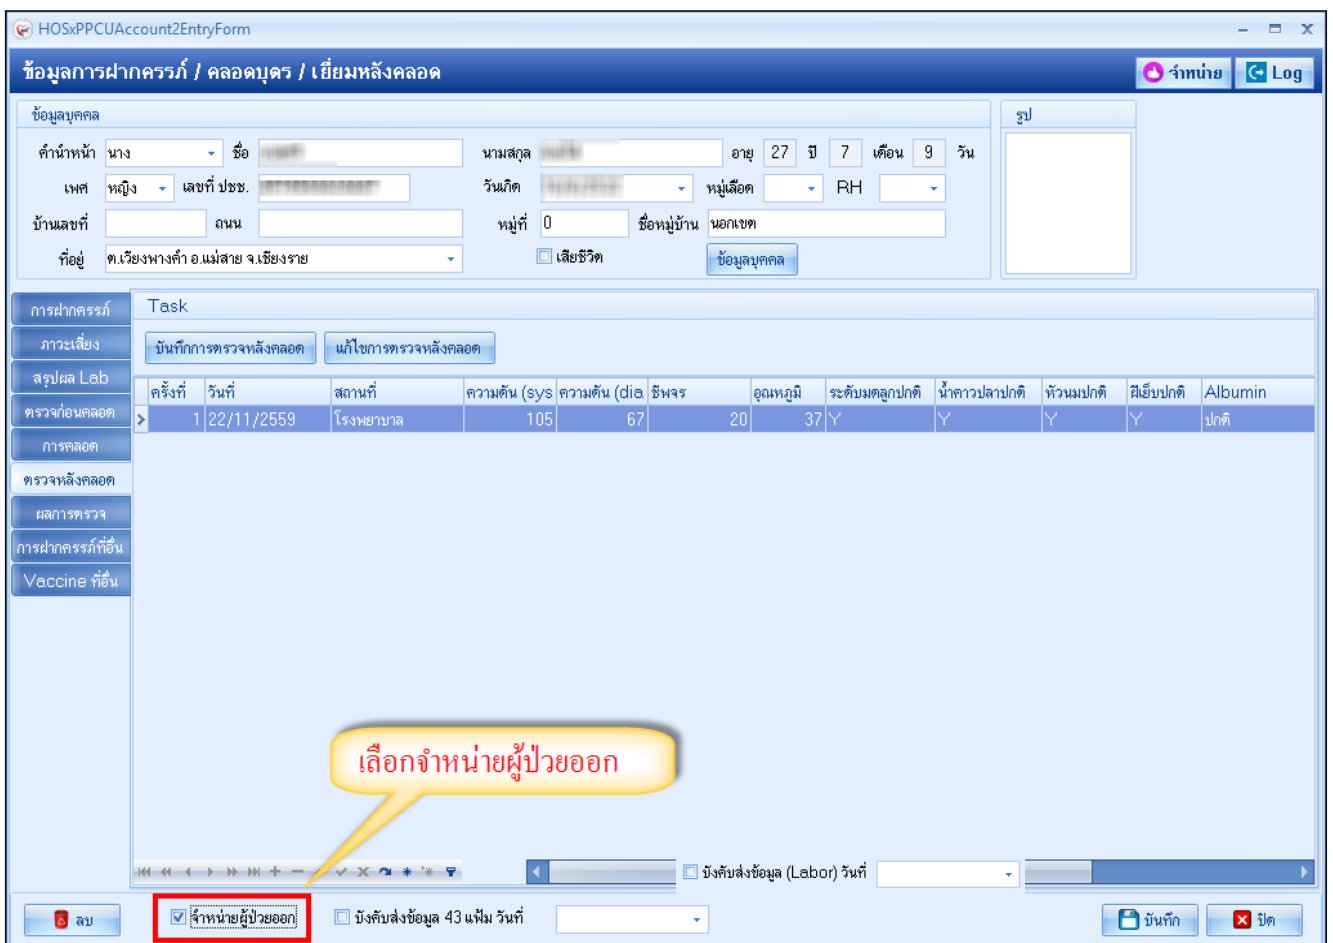 HOSxPPCUAccount2EntryForm
ข้อมูลการฝากครรภ์ / คลอดบุตร / เยี่ยมหลังคลอด
จำหน่าย Log
ข้อมูลบุคคล
รูป
คำนำหน้า นาง ชื่อ นามสกุล อายุ 27 ปี 7 เดือน 9 วัน
เพศ หญิง เลขที่ ปชช. วันเกิด หมู่เลือด RH
บ้านเลขที่ ถนน หมู่ที่ 0 ชื่อหมู่บ้าน นอกเขต
ที่อยู่ ต.เวียงพางคำ อ.แม่สาย จ.เชียงราย เสียชีวิต ข้อมูลบุคคล
การฝากครรภ์
ภาวะเสี่ยง
สรุปผล Lab
ตรวจก่อนคลอด
การคลอด
ตรวจหลังคลอด
ผลการตรวจ
การฝากครรภ์ที่อื่น
Vaccine ที่อื่น
Task
บันทึกการตรวจหลังคลอด แก้ไขการตรวจหลังคลอด
ครั้งที่ วันที่ สถานที่ ความดัน (sys ความดัน (dia ชีพจร อุณหภูมิ ระดับมดลูกปกติ น้ำคาวปลาปกติ หัวนมปกติ ฝีเย็บปกติ Albumin
1 22/11/2559 โรงพยาบาล 105 67 20 37 Y Y Y Y ปกติ
เลือกจำหน่ายผู้ป่วยออก
บังคับส่งข้อมูล (Labor) วันที่
ลบ จำหน่ายผู้ป่วยออก บังคับส่งข้อมูล 43 แฟ้ม วันที่ บันทึก ปิด